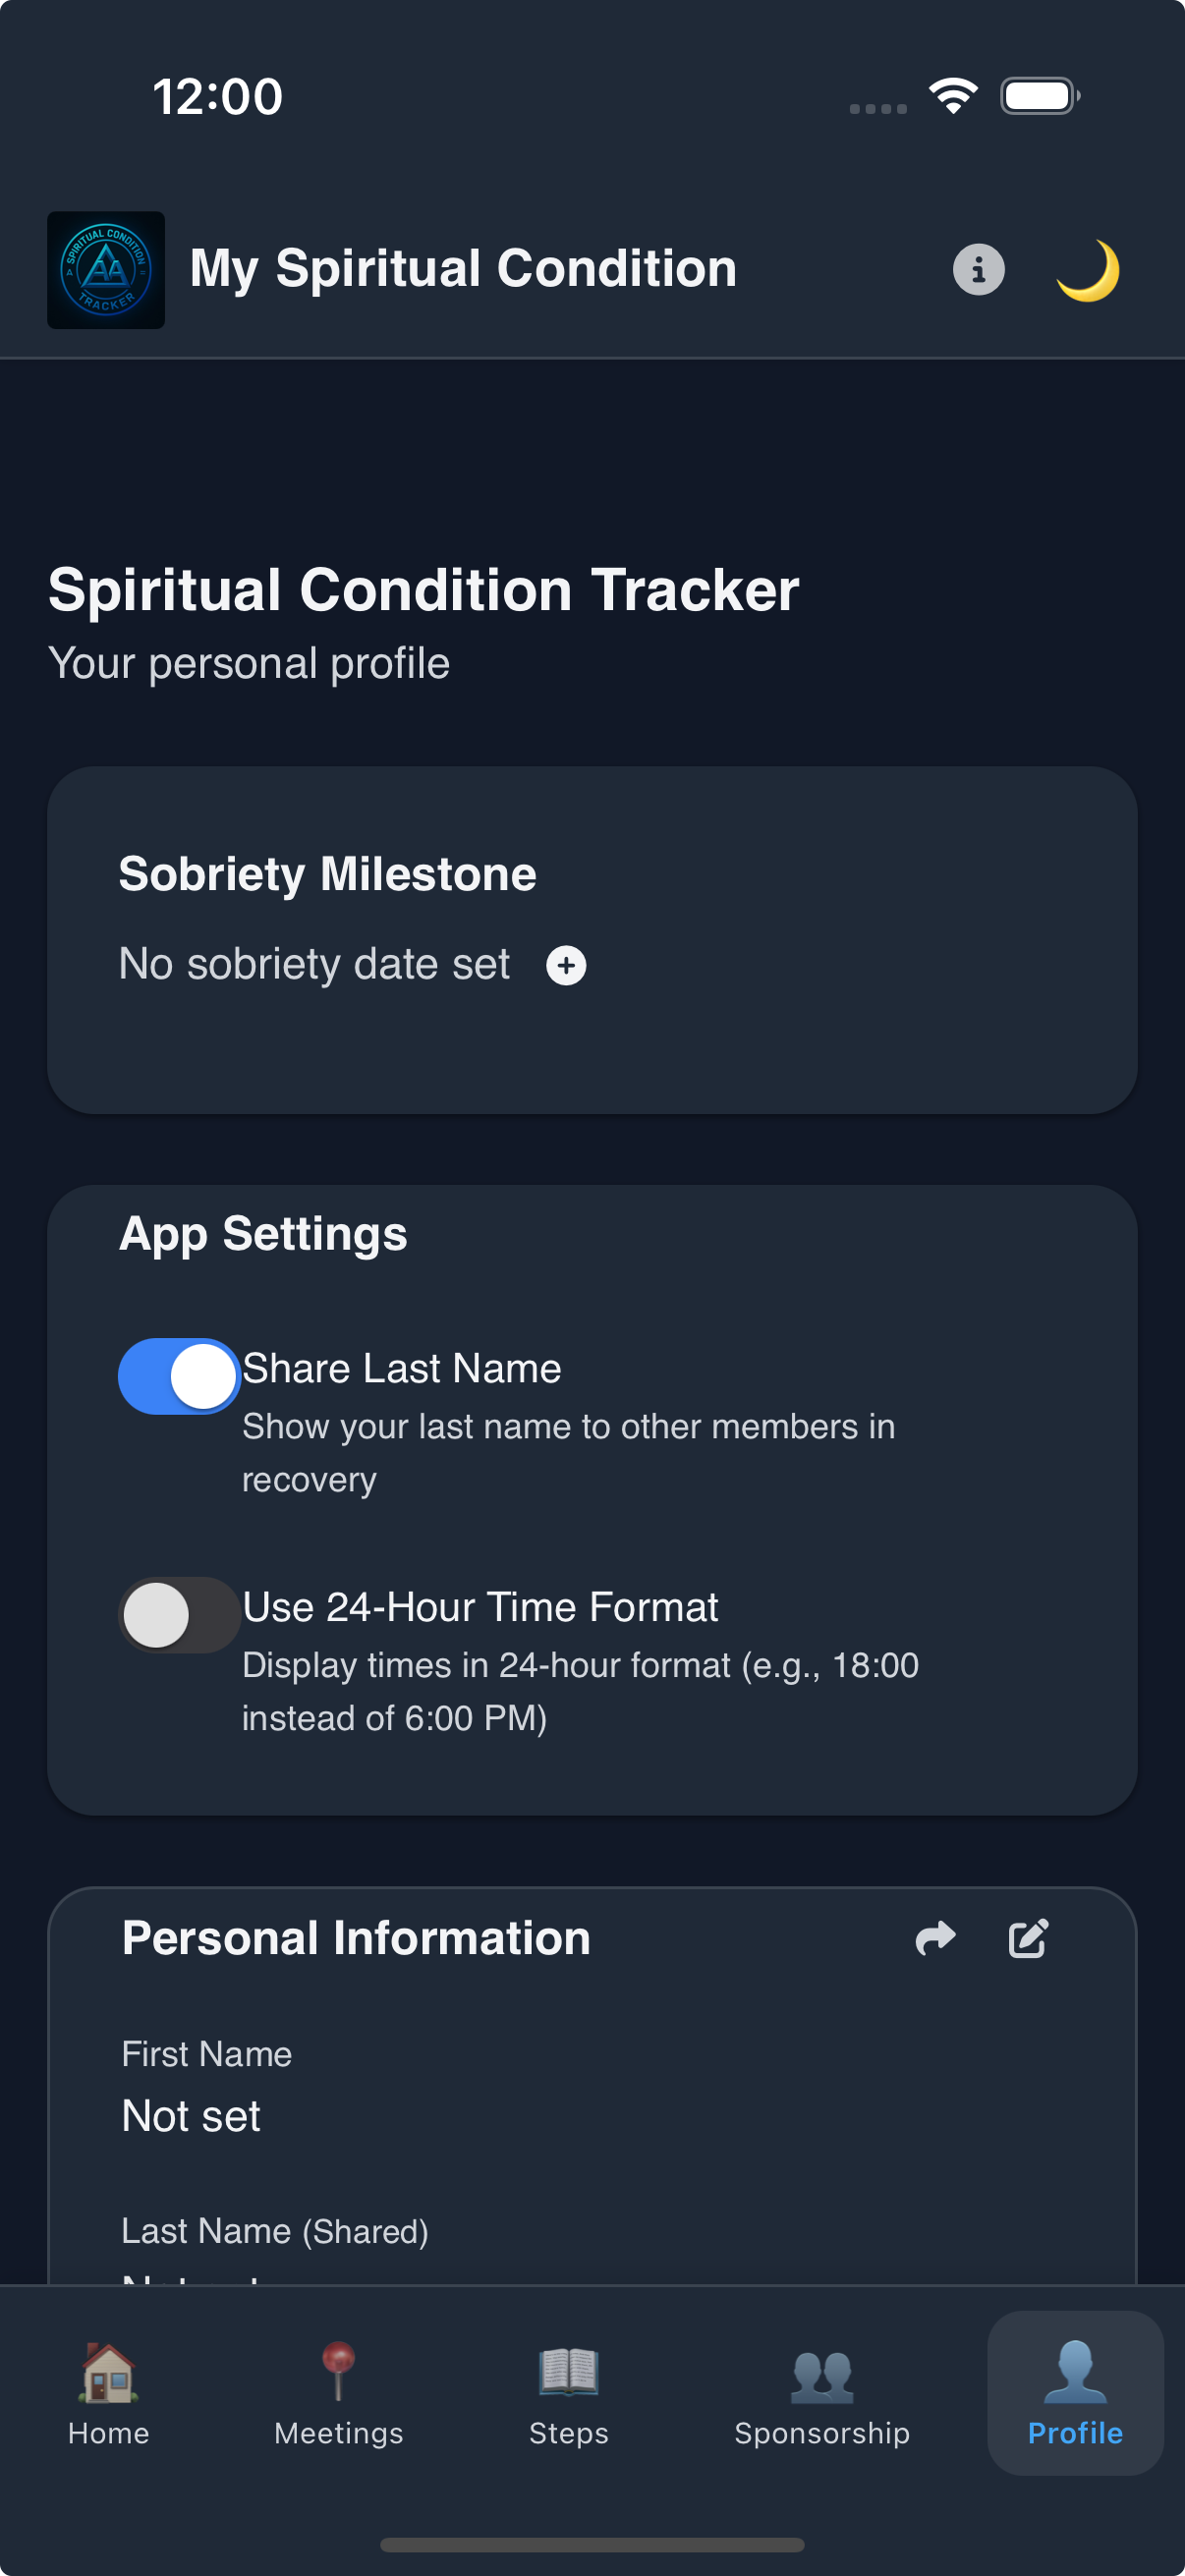 12:00
SPIRITUAL CONDITION
AA
TRACKER
My Spiritual Condition
Spiritual Condition Tracker
Your personal profile
Sobriety Milestone
No sobriety date set
App Settings
Share Last Name
Show your last name to other members in
recovery
Use 24-Hour Time Format
Display times in 24-hour format (e.g., 18:00
instead of 6:00 PM)
Personal Information
First Name
Not set
Last Name (Shared)
Home
Meetings
Steps
Sponsorship
Profile